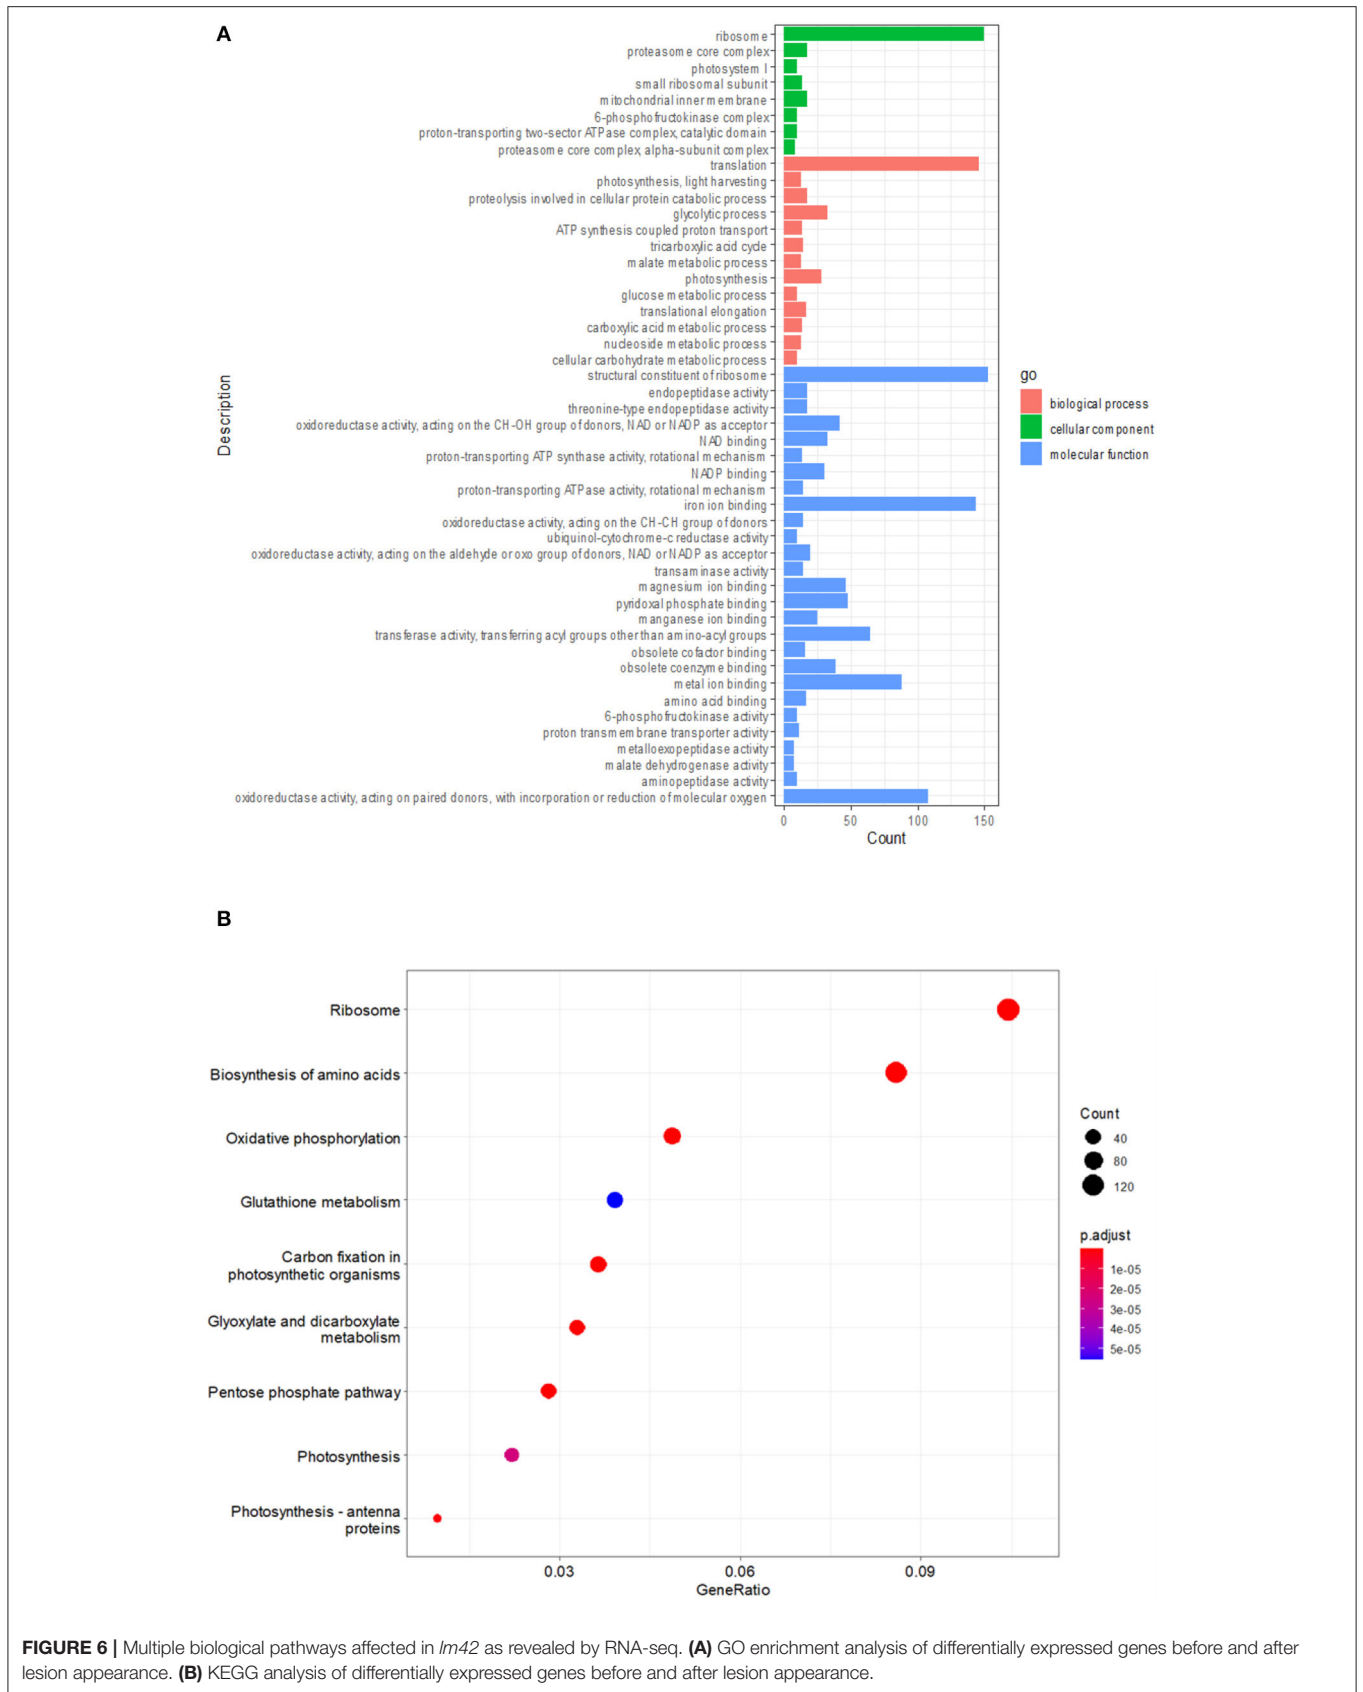 A
ribosome
proteasome core complex
photosystem I
small ribosomal subunit
mitochondrial inner membrane
6-phosphofructokinase complex
proton-transporting two-sector ATPase complex, catalytic domain
proteasome core complex, alpha-subunit complex
translation
photosynthesis, light harvesting
proteolysis involved in cellular protein catabolic process
glycolytic process
ATP synthesis coupled proton transport
tricarboxylic acid cycle
malate metabolic process
photosynthesis
glucose metabolic process
translational elongation
carboxylic acid metabolic process
nucleoside metabolic process
cellular carbohydrate metabolic process
structural constituent of ribosome
endopeptidase activity
threonine-type endopeptidase activity
oxidoreductase activity, acting on the CH-OH group of donors, NAD or NADP as acceptor
NAD binding
proton-transporting ATP synthase activity, rotational mechanism
NADP binding
proton-transporting ATPase activity, rotational mechanism
iron ion binding
oxidoreductase activity, acting on the CH-CH group of donors
ubiquinol-cytochrome-c reductase activity
oxidoreductase activity, acting on the aldehyde or oxo group of donors, NAD or NADP as acceptor
transaminase activity
magnesium ion binding
pyridoxal phosphate binding
manganese ion binding
transferase activity, transferring acyl groups other than amino-acyl groups
obsolete cofactor binding
obsolete coenzyme binding
metal ion binding
amino acid binding
6-phosphofructokinase activity
proton transmembrane transporter activity
metalloexopeptidase activity
malate dehydrogenase activity
aminopeptidase activity
oxidoreductase activity, acting on paired donors, with incorporation or reduction of molecular oxygen
Description
0 50 100 150
Count
go
biological process
cellular component
molecular function
B
Ribosome
Biosynthesis of amino acids
Oxidative phosphorylation
Glutathione metabolism
Carbon fixation in
photosynthetic organisms
Glyoxylate and dicarboxylate
metabolism
Pentose phosphate pathway
Photosynthesis
Photosynthesis - antenna
proteins
0.03 0.06 0.09
GeneRatio
Count
40
80
120
p.adjust
1e-05
2e-05
3e-05
4e-05
5e-05
FIGURE 6 | Multiple biological pathways affected in lm42 as revealed by RNA-seq. (A) GO enrichment analysis of differentially expressed genes before and after
lesion appearance. (B) KEGG analysis of differentially expressed genes before and after lesion appearance.